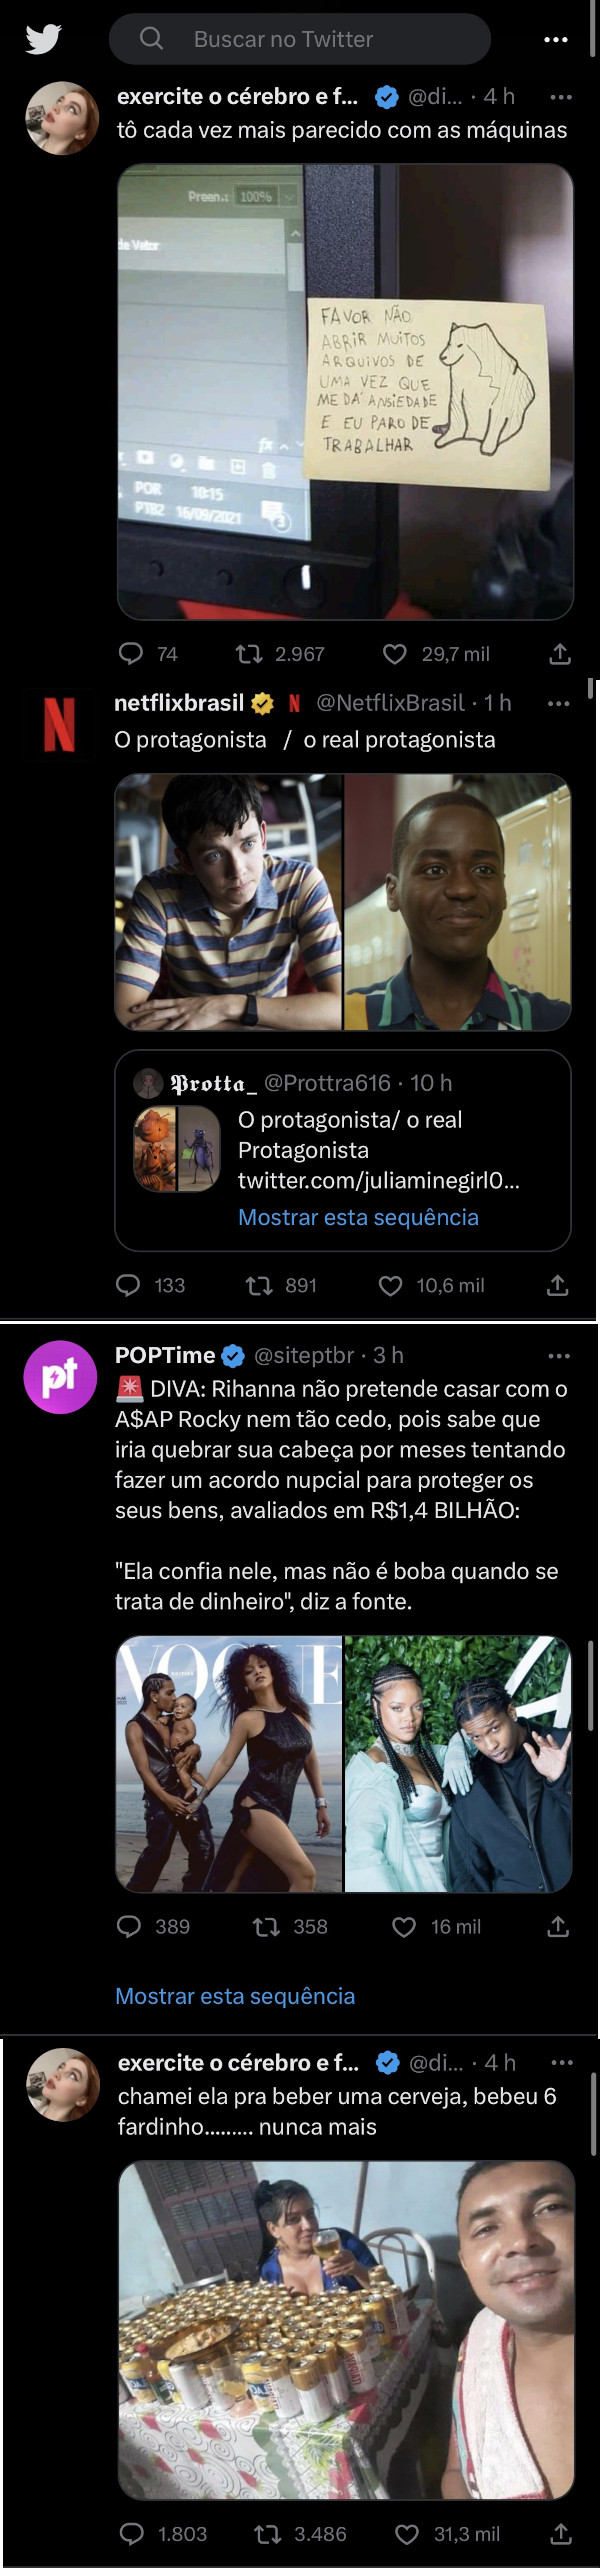 Buscar no Twitter
exercite o cérebro e f... @di... · 4 h
tô cada vez mais parecido com as máquinas
Preen.: 100%
de Vetor
FAVOR NÃO
ABRIR MUITOS
ARQUIVOS DE
UMA VEZ QUE
ME DÁ ANSIEDADE
E EU PARO DE
TRABALHAR
fx
POR
PTB2
10:15
16/09/2021
3
74 2.967 29,7 mil
N
netflixbrasil N @NetflixBrasil · 1 h
O protagonista / o real protagonista
𝕻𝖗𝖔𝖙𝖙𝖆_ @Prottra616 · 10 h
O protagonista/ o real
Protagonista
twitter.com/juliaminegirl0...
Mostrar esta sequência
133 891 10,6 mil
pt
POPTime @siteptbr · 3 h
🚨 DIVA: Rihanna não pretende casar com o
A$AP Rocky nem tão cedo, pois sabe que
iria quebrar sua cabeça por meses tentando
fazer um acordo nupcial para proteger os
seus bens, avaliados em R$1,4 BILHÃO:
"Ela confia nele, mas não é boba quando se
trata de dinheiro", diz a fonte.
VOGUE
389 358 16 mil
Mostrar esta sequência
exercite o cérebro e f... @di... · 4 h
chamei ela pra beber uma cerveja, bebeu 6
fardinho......... nunca mais
1.803 3.486 31,3 mil